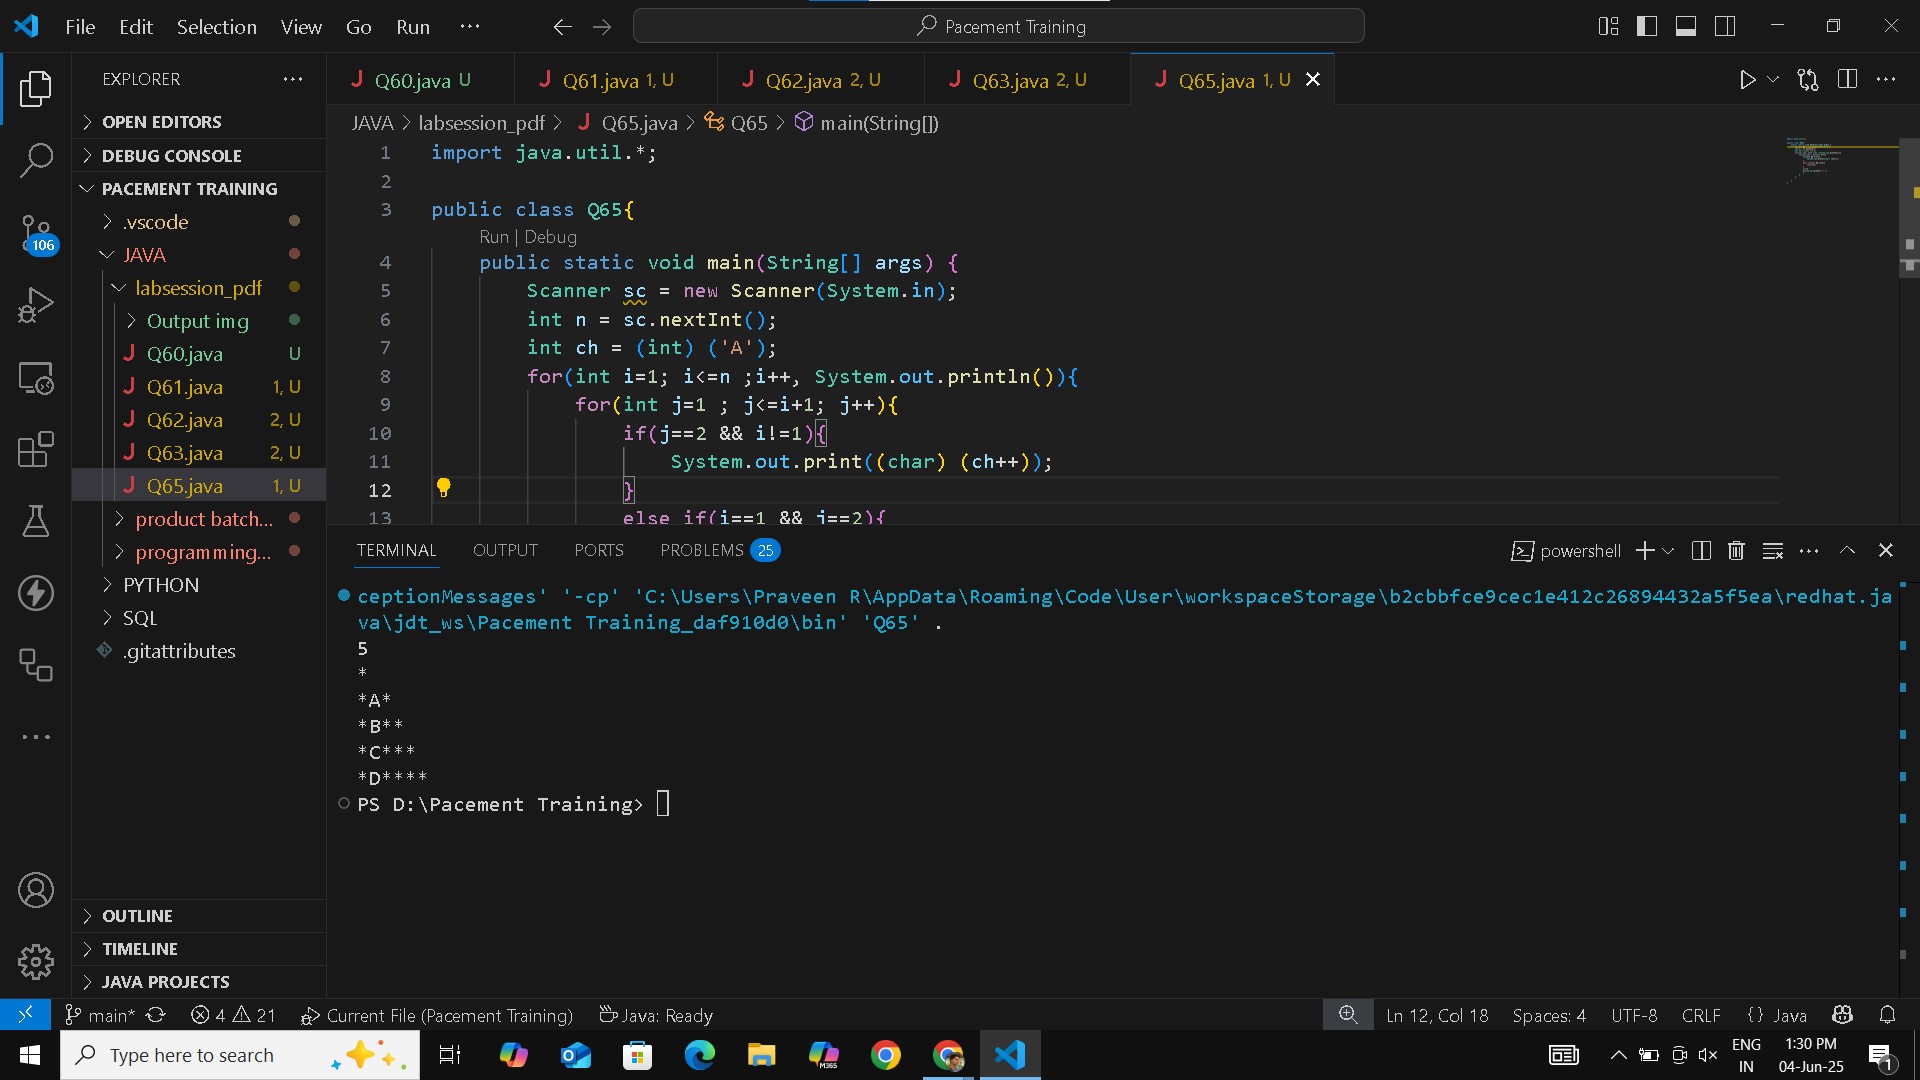 File Edit Selection View Go Run ··· Pacement Training
EXPLORER ···
OPEN EDITORS
DEBUG CONSOLE
PACEMENT TRAINING
.vscode
JAVA
labsession_pdf
Output img
Q60.java U
Q61.java 1, U
Q62.java 2, U
Q63.java 2, U
Q65.java 1, U
product batch...
programming...
PYTHON
SQL
.gitattributes
OUTLINE
TIMELINE
JAVA PROJECTS
106
Q60.java U Q61.java 1, U Q62.java 2, U Q63.java 2, U Q65.java 1, U
JAVA > labsession_pdf > Q65.java > Q65 > main(String[])
1 import java.util.*;
2
3 public class Q65{
Run | Debug
4 public static void main(String[] args) {
5 Scanner sc = new Scanner(System.in);
6 int n = sc.nextInt();
7 int ch = (int) ('A');
8 for(int i=1; i<=n ;i++, System.out.println()){
9 for(int j=1 ; j<=i+1; j++){
10 if(j==2 && i!=1){
11 System.out.print((char) (ch++));
12 }
13 else if(i==1 && j==2){
TERMINAL OUTPUT PORTS PROBLEMS 25 powershell
ceptionMessages' '-cp' 'C:\Users\Praveen R\AppData\Roaming\Code\User\workspaceStorage\b2cbbfce9cec1e412c26894432a5f5ea\redhat.ja
va\jdt_ws\Pacement Training_daf910d0\bin' 'Q65' .
5
*
*A*
*B**
*C***
*D****
PS D:\Pacement Training>
main* 4 21 Current File (Pacement Training) Java: Ready Ln 12, Col 18 Spaces: 4 UTF-8 CRLF {} Java
Type here to search M365 ENG
IN 1:30 PM
04-Jun-25 1